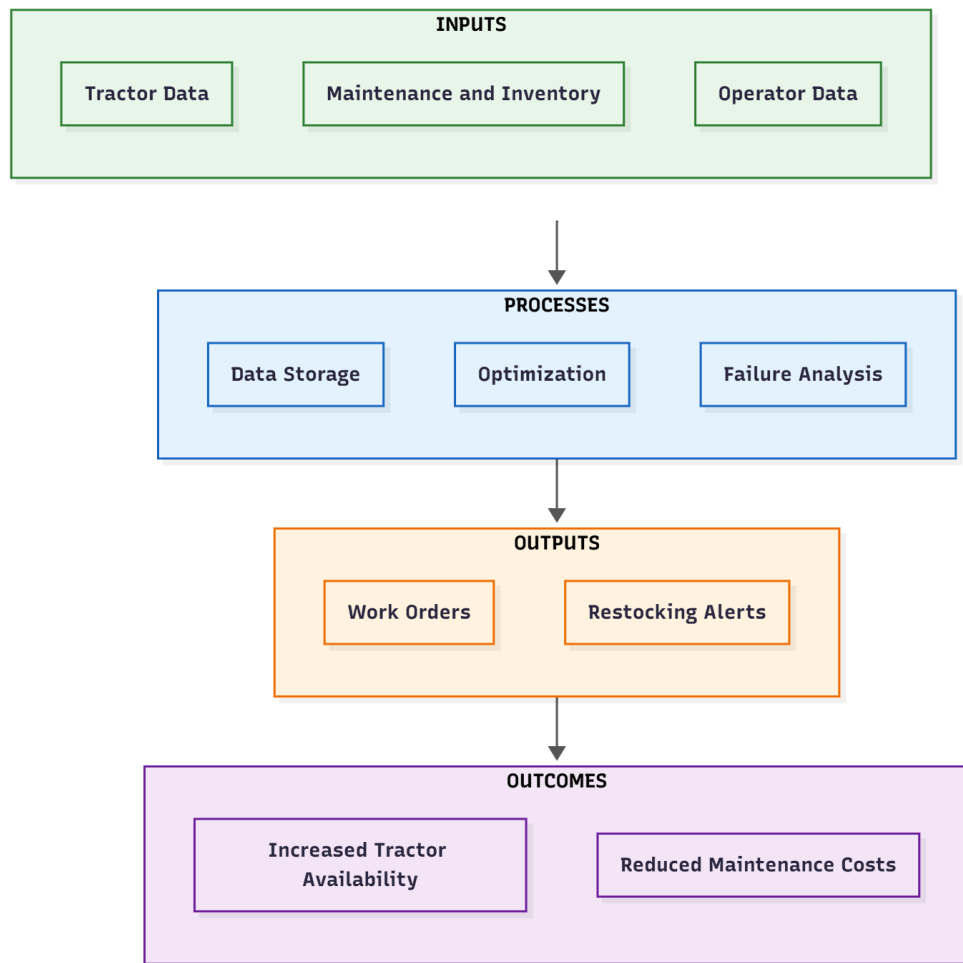 INPUTS
Tractor Data
Maintenance and Inventory
Operator Data
PROCESSES
Data Storage
Optimization
Failure Analysis
OUTPUTS
Work Orders
Restocking Alerts
OUTCOMES
Increased Tractor
Availability
Reduced Maintenance Costs